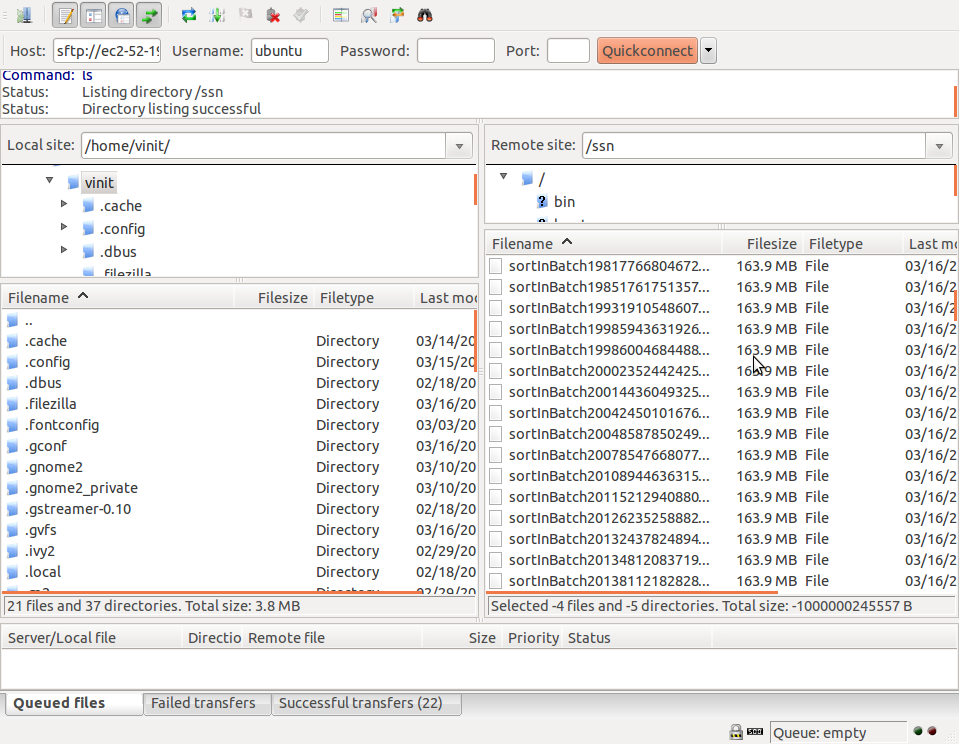 Host: sftp://ec2-52-19 Username: ubuntu Password: Port: Quickconnect
Command: ls
Status: Listing directory /ssn
Status: Directory listing successful
Local site: /home/vinit/
vinit
.cache
.config
.dbus
.filezilla
Filename Filesize Filetype Last mod
..
.cache Directory 03/14/20
.config Directory 03/15/20
.dbus Directory 02/18/20
.filezilla Directory 03/16/20
.fontconfig Directory 03/03/20
.gconf Directory 03/16/20
.gnome2 Directory 03/10/20
.gnome2_private Directory 03/10/20
.gstreamer-0.10 Directory 02/18/20
.gvfs Directory 03/16/20
.ivy2 Directory 02/29/20
.local Directory 02/18/20
Directory 02/29/20
21 files and 37 directories. Total size: 3.8 MB
Remote site: /ssn
/
bin
Filename Filesize Filetype Last mo
sortInBatch19817766804672... 163.9 MB File 03/16/2
sortInBatch19851761751357... 163.9 MB File 03/16/2
sortInBatch19931910548607... 163.9 MB File 03/16/2
sortInBatch19985943631926... 163.9 MB File 03/16/2
sortInBatch19986004684488... 163.9 MB File 03/16/2
sortInBatch20002352442425... 163.9 MB File 03/16/2
sortInBatch20014436049325... 163.9 MB File 03/16/2
sortInBatch20042450101676... 163.9 MB File 03/16/2
sortInBatch20048587850249... 163.9 MB File 03/16/2
sortInBatch20078547668077... 163.9 MB File 03/16/2
sortInBatch20108944636315... 163.9 MB File 03/16/2
sortInBatch20115212940880... 163.9 MB File 03/16/2
sortInBatch20126235258882... 163.9 MB File 03/16/2
sortInBatch20132437824894... 163.9 MB File 03/16/2
sortInBatch20134812083719... 163.9 MB File 03/16/2
sortInBatch20138112182828... 163.9 MB File 03/16/2
Selected -4 files and -5 directories. Total size: -1000000245557 B
Server/Local file Directio Remote file Size Priority Status
Queued files Failed transfers Successful transfers (22)
Queue: empty